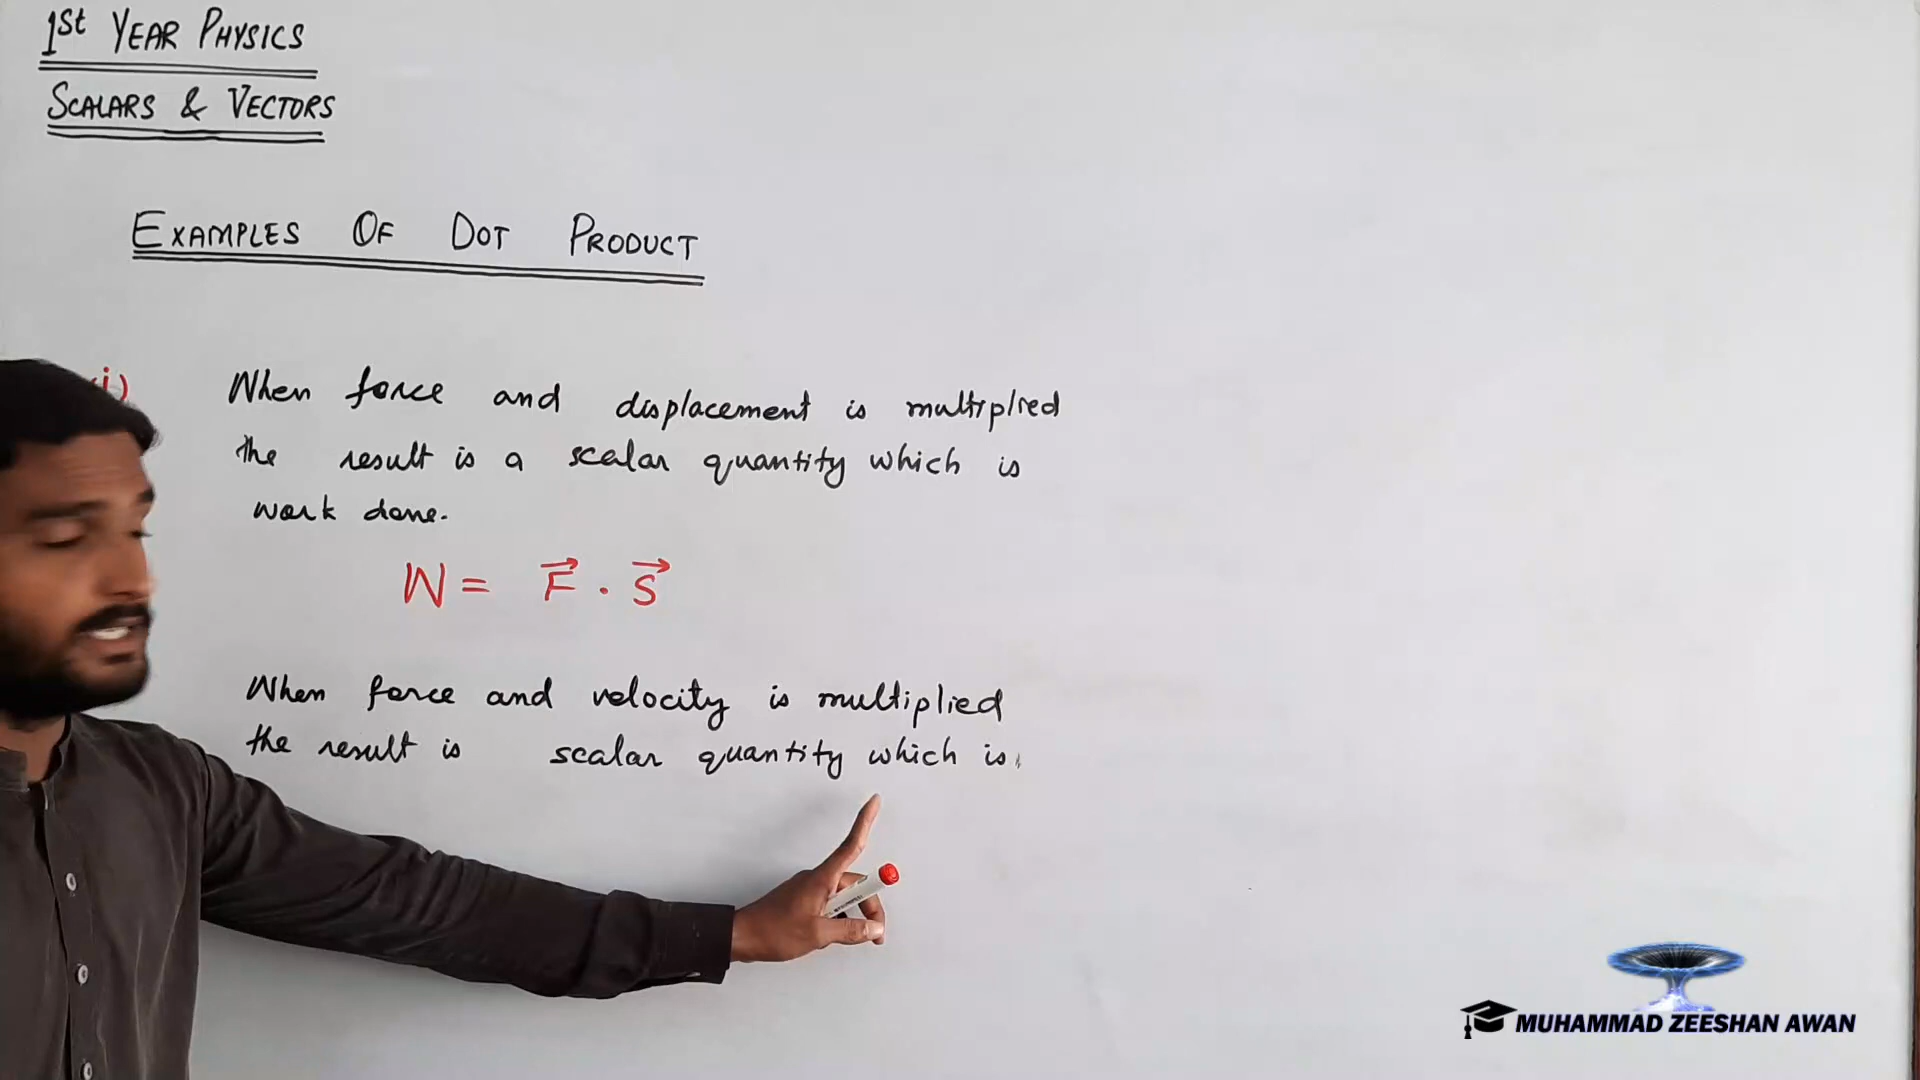 1st YEAR PHYSICS
SCALARS & VECTORS
EXAMPLES OF DOT PRODUCT
i)
When force and displacement is multiplied
the result is a scalar quantity which is
work done.
W = F⃗ . S⃗
When force and velocity is multiplied
the result is scalar quantity which is
MUHAMMAD ZEESHAN AWAN